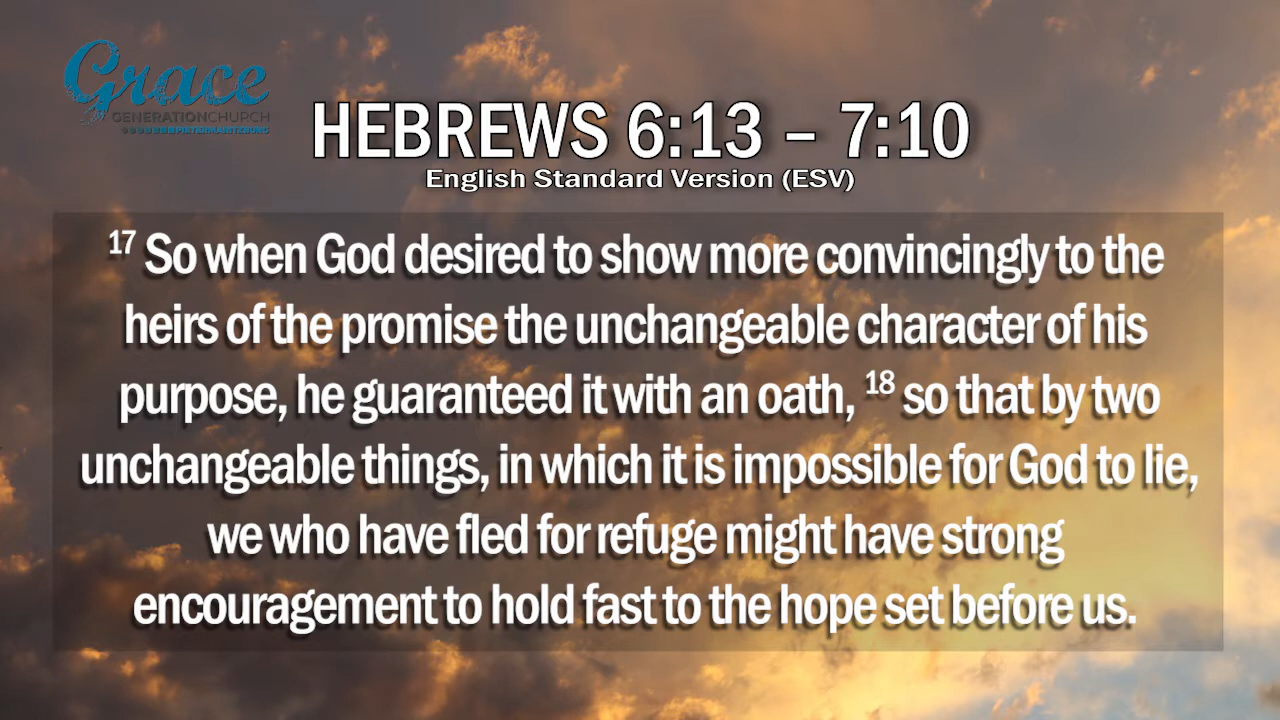 Grace
GENERATIONCHURCH
PIETERMARITZBURG
HEBREWS 6:13 – 7:10
English Standard Version (ESV)
17 So when God desired to show more convincingly to the
heirs of the promise the unchangeable character of his
purpose, he guaranteed it with an oath, 18 so that by two
unchangeable things, in which it is impossible for God to lie,
we who have fled for refuge might have strong
encouragement to hold fast to the hope set before us.